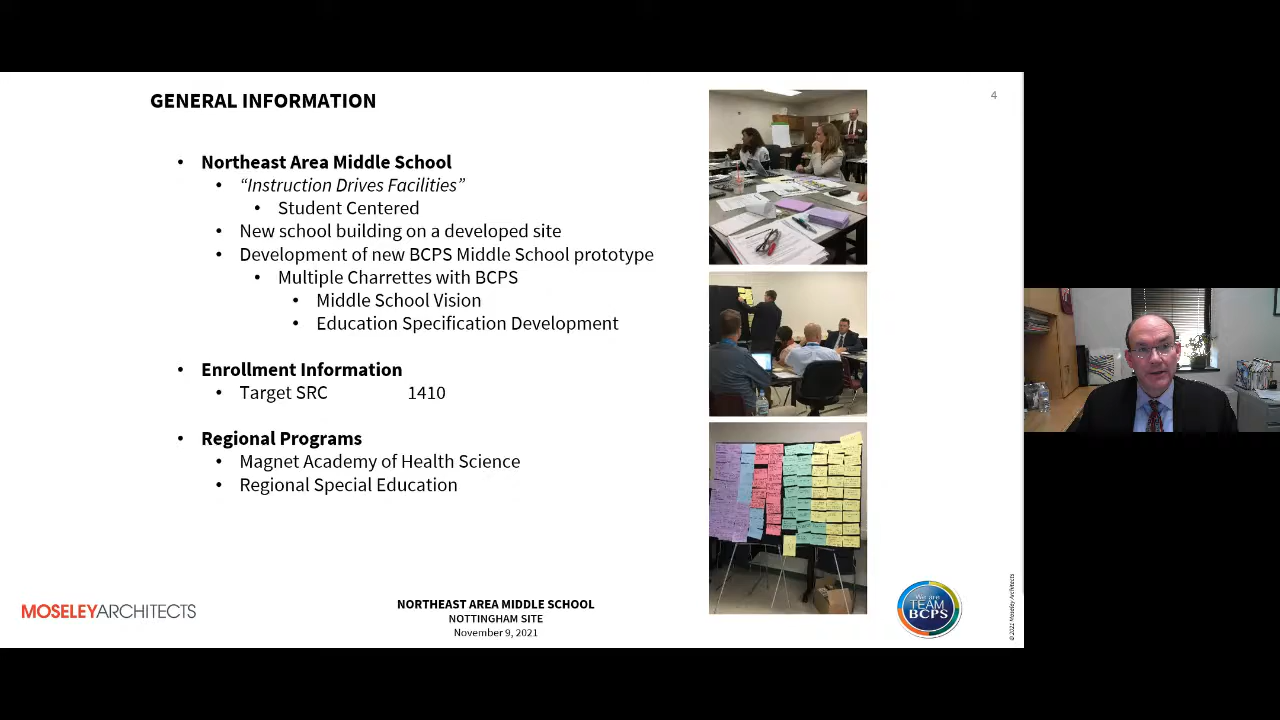 GENERAL INFORMATION
4
• Northeast Area Middle School
• “Instruction Drives Facilities”
• Student Centered
• New school building on a developed site
• Development of new BCPS Middle School prototype
• Multiple Charrettes with BCPS
• Middle School Vision
• Education Specification Development
• Enrollment Information
• Target SRC 1410
• Regional Programs
• Magnet Academy of Health Science
• Regional Special Education
MOSELEYARCHITECTS
NORTHEAST AREA MIDDLE SCHOOL
NOTTINGHAM SITE
November 9, 2021
We are
TEAM
BCPS
© 2021 Moseley Architects